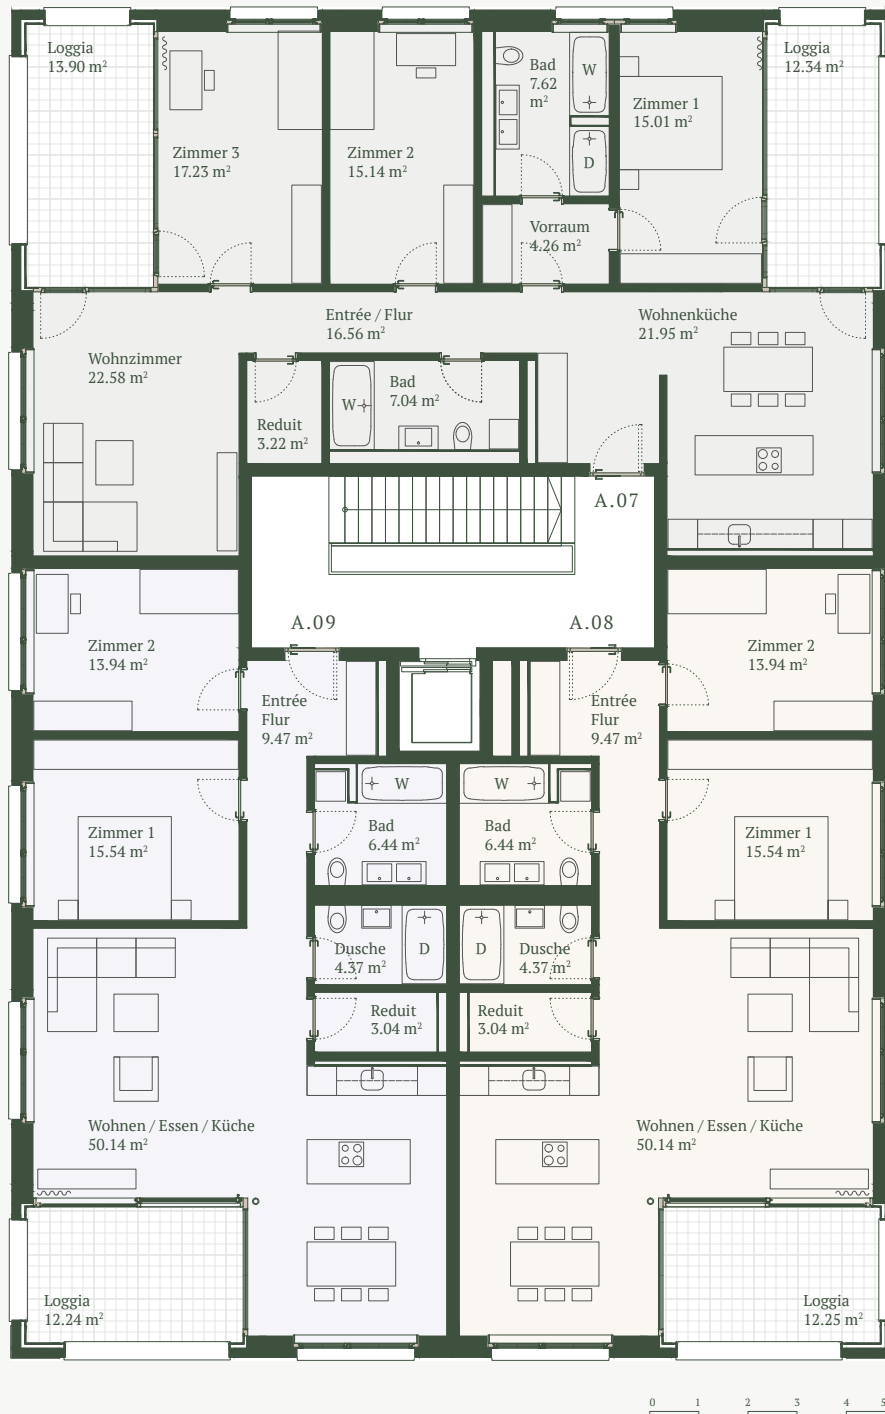 Loggia
13.90 m²
Zimmer 3
17.23 m²
Zimmer 2
15.14 m²
Bad
7.62
m²
W
D
Zimmer 1
15.01 m²
Loggia
12.34 m²
Vorraum
4.26 m²
Entrée / Flur
16.56 m²
Wohnenküche
21.95 m²
Wohnzimmer
22.58 m²
Reduit
3.22 m²
W
Bad
7.04 m²
A.07
A.09
A.08
Zimmer 2
13.94 m²
Entrée
Flur
9.47 m²
Entrée
Flur
9.47 m²
Zimmer 2
13.94 m²
Zimmer 1
15.54 m²
W
Bad
6.44 m²
W
Bad
6.44 m²
Zimmer 1
15.54 m²
Dusche
4.37 m²
D
D
Dusche
4.37 m²
Reduit
3.04 m²
Reduit
3.04 m²
Wohnen / Essen / Küche
50.14 m²
Wohnen / Essen / Küche
50.14 m²
Loggia
12.24 m²
Loggia
12.25 m²
0 1 2 3 4 5